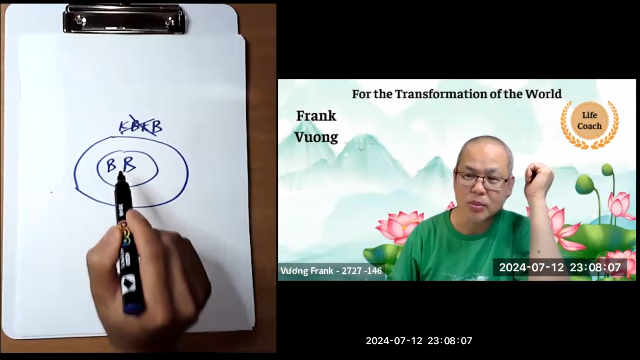 B B
For the Transformation of the World
Frank
Vuong
Life
Coach
Vương Frank - 2727 -146
2024-07-12 23:08:07
2024-07-12 23:08:07